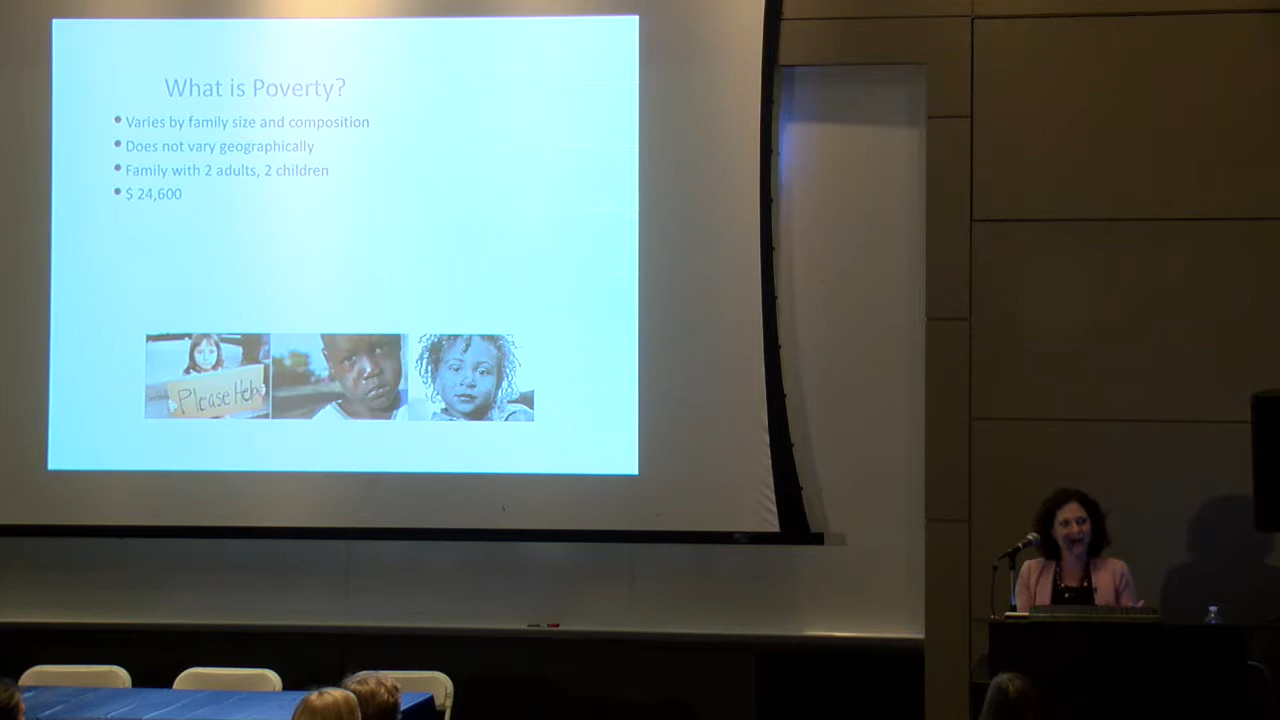 What is Poverty?
• Varies by family size and composition
• Does not vary geographically
• Family with 2 adults, 2 children
• $ 24,600
Please Help